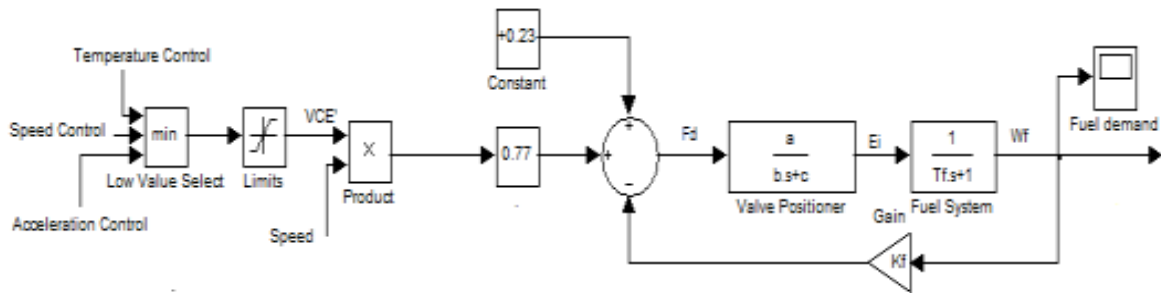 Temperature Control
Speed Control
Acceleration Control
min
Low Value Select
Limits
VCE'
X
Product
Speed
+0.23
Constant
0.77
+
+
−
Fd
a
b.s+c
Valve Positioner
Ei
1
Tf.s+1
Fuel System
Wf
Fuel demand
Gain
Kf